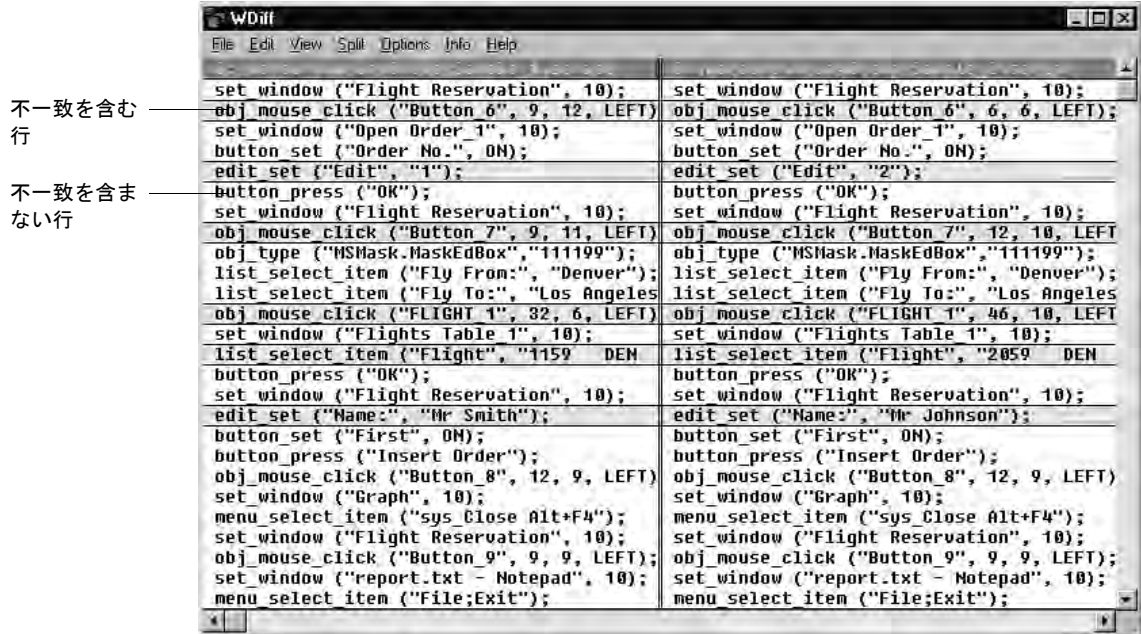 WDiff
File Edit View Split Options Info Help
不一致を含む
行
不一致を含ま
ない行
set_window ("Flight Reservation", 10);
obj_mouse_click ("Button_6", 9, 12, LEFT)
set_window ("Open Order_1", 10);
button_set ("Order No.", ON);
edit_set ("Edit", "1");
button_press ("OK");
set_window ("Flight Reservation", 10);
obj_mouse_click ("Button_7", 9, 11, LEFT)
obj_type ("MSMask.MaskEdBox","111199");
list_select_item ("Fly From:", "Denver");
list_select_item ("Fly To:", "Los Angeles
obj_mouse_click ("FLIGHT_1", 32, 6, LEFT)
set_window ("Flights Table_1", 10);
list_select_item ("Flight", "1159   DEN
button_press ("OK");
set_window ("Flight Reservation", 10);
edit_set ("Name:", "Mr Smith");
button_set ("First", ON);
button_press ("Insert Order");
obj_mouse_click ("Button_8", 12, 9, LEFT)
set_window ("Graph", 10);
menu_select_item ("sys_Close Alt+F4");
set_window ("Flight Reservation", 10);
obj_mouse_click ("Button_9", 9, 9, LEFT);
set_window ("report.txt - Notepad", 10);
menu_select_item ("File;Exit");
set_window ("Flight Reservation", 10);
obj_mouse_click ("Button_6", 6, 6, LEFT);
set_window ("Open Order_1", 10);
button_set ("Order No.", ON);
edit_set ("Edit", "2");
button_press ("OK");
set_window ("Flight Reservation", 10);
obj_mouse_click ("Button_7", 12, 10, LEFT
obj_type ("MSMask.MaskEdBox","111199");
list_select_item ("Fly From:", "Denver");
list_select_item ("Fly To:", "Los Angeles
obj_mouse_click ("FLIGHT_1", 46, 10, LEFT
set_window ("Flights Table_1", 10);
list_select_item ("Flight", "2059   DEN
button_press ("OK");
set_window ("Flight Reservation", 10);
edit_set ("Name:", "Mr Johnson");
button_set ("First", ON);
button_press ("Insert Order");
obj_mouse_click ("Button_8", 12, 9, LEFT
set_window ("Graph", 10);
menu_select_item ("sys_Close Alt+F4");
set_window ("Flight Reservation", 10);
obj_mouse_click ("Button_9", 9, 9, LEFT);
set_window ("report.txt - Notepad", 10);
menu_select_item ("File;Exit");